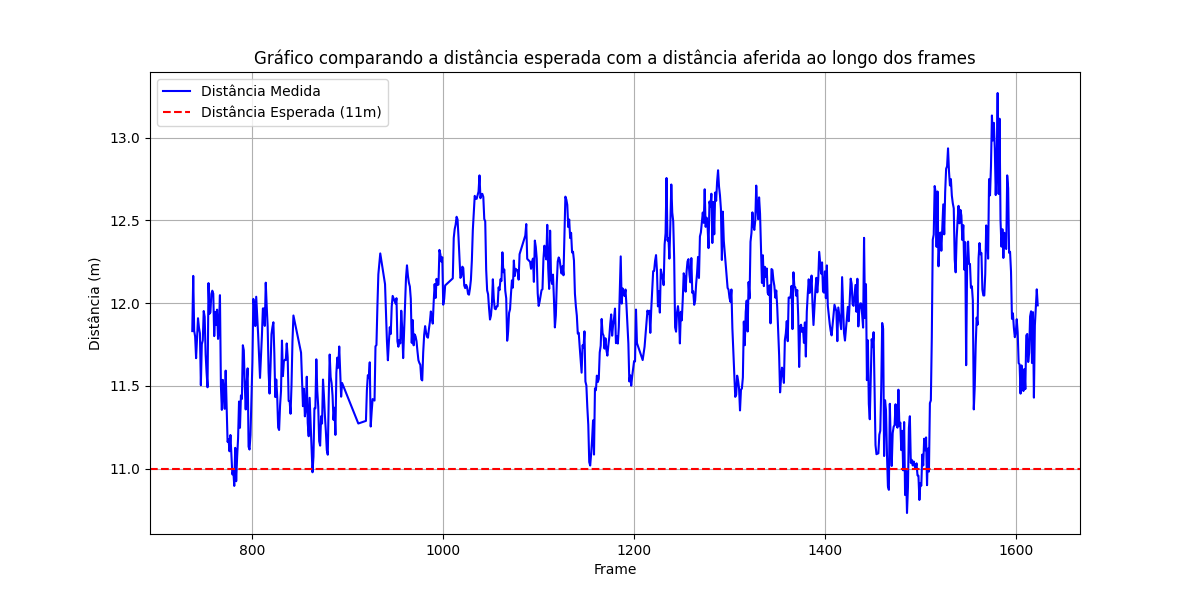 Gráfico comparando a distância esperada com a distância aferida ao longo dos frames
Distância Medida
Distância Esperada (11m)
Distância (m)
13.0
12.5
12.0
11.5
11.0
800
1000
1200
1400
1600
Frame